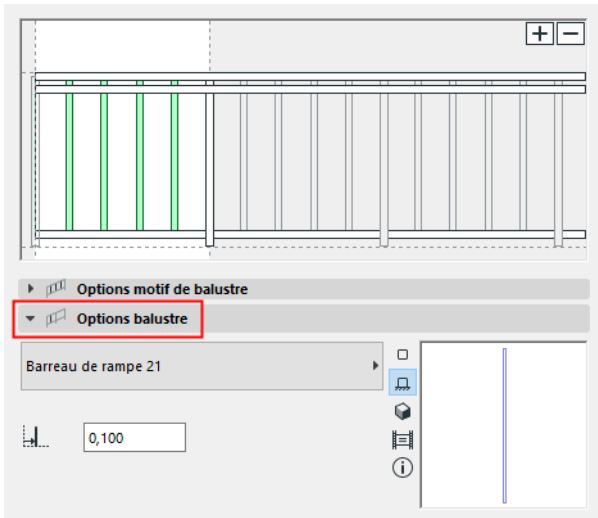 Options motif de balustre
Options balustre
Barreau de rampe 21
0,100